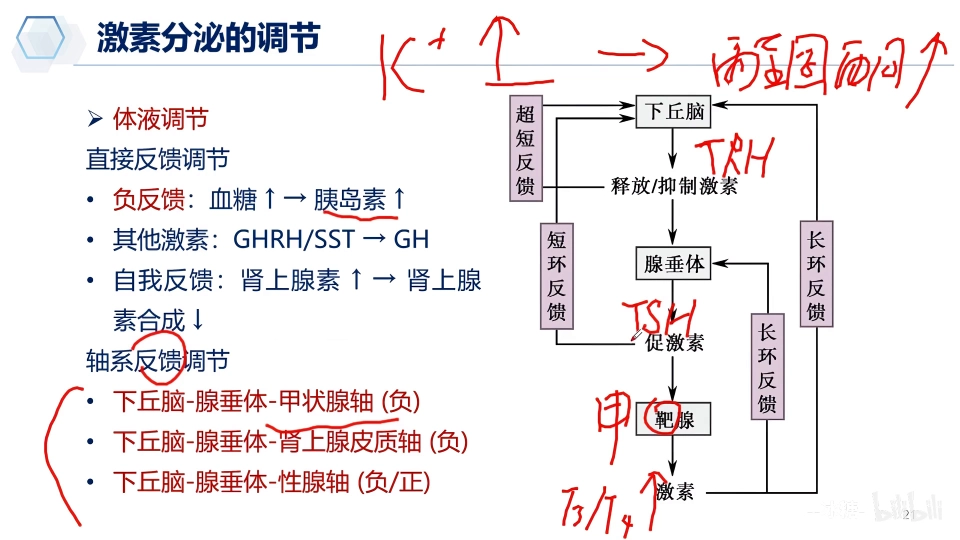 激素分泌的调节
K+ ↑ →
➢ 体液调节
直接反馈调节
• 负反馈：血糖↑→ 胰岛素↑
• 其他激素：GHRH/SST → GH
• 自我反馈：肾上腺素↑→ 肾上腺
素合成↓
轴系反馈调节
• 下丘脑-腺垂体-甲状腺轴 (负)
• 下丘脑-腺垂体-肾上腺皮质轴 (负)
• 下丘脑-腺垂体-性腺轴 (负/正)
超短反馈
下丘脑
TRH
释放/抑制激素
短环反馈
腺垂体
长环反馈
TSH
促激素
长环反馈
甲
靶腺
T3/T4 ↑
激素
bilibili
21